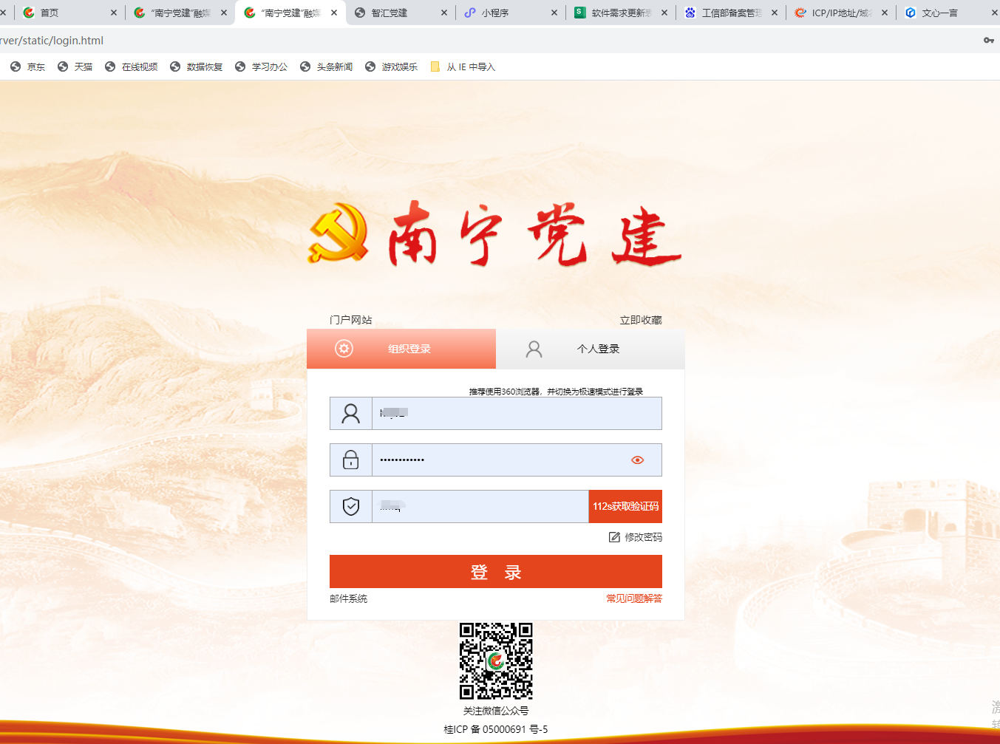 首页
“南宁党建”融媒
“南宁党建”融媒
智汇党建
小程序
软件需求更新表
工信部备案管理
ICP/IP地址/域名
文心一言
rver/static/login.html
京东
天猫
在线视频
数据恢复
学习办公
头条新闻
游戏娱乐
从 IE 中导入
南宁党建
门户网站
立即收藏
组织登录
个人登录
推荐使用360浏览器，并切换为极速模式进行登录
••••••••••••
112s获取验证码
修改密码
登 录
邮件系统
常见问题解答
关注微信公众号
桂ICP 备 05000691 号-5